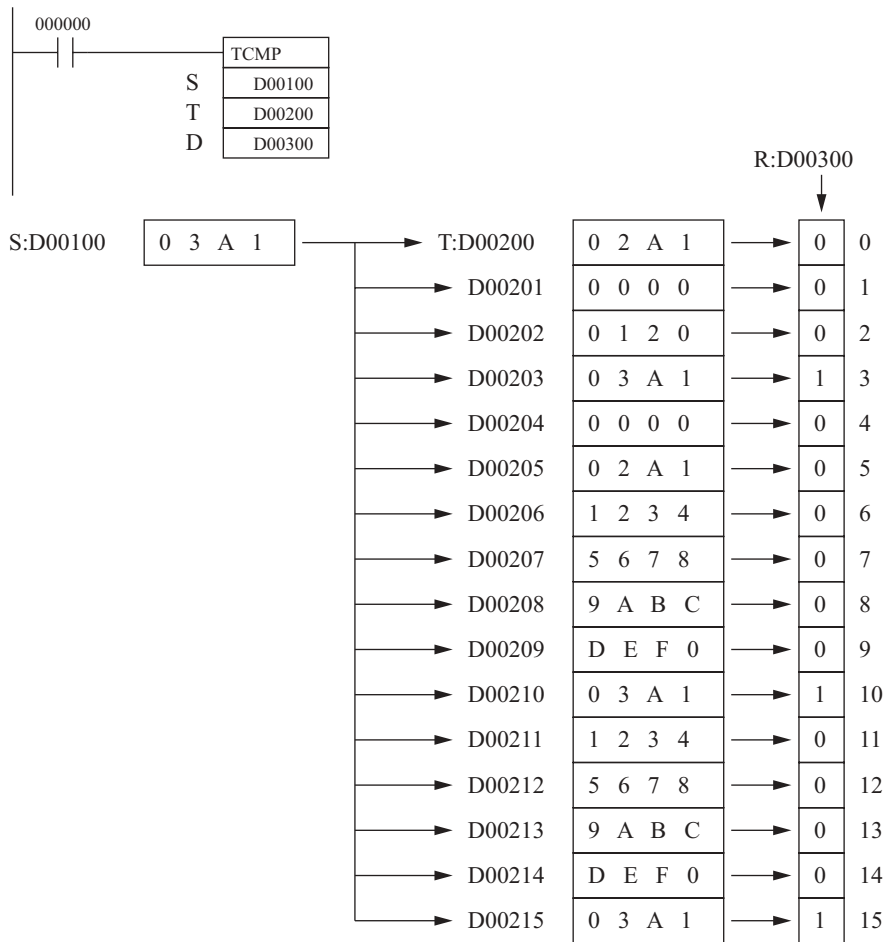 000000
TCMP
S D00100
T D00200
D D00300
R:D00300
S:D00100 0 3 A 1 T:D00200 0 2 A 1 0 0
D00201 0 0 0 0 0 1
D00202 0 1 2 0 0 2
D00203 0 3 A 1 1 3
D00204 0 0 0 0 0 4
D00205 0 2 A 1 0 5
D00206 1 2 3 4 0 6
D00207 5 6 7 8 0 7
D00208 9 A B C 0 8
D00209 D E F 0 0 9
D00210 0 3 A 1 1 10
D00211 1 2 3 4 0 11
D00212 5 6 7 8 0 12
D00213 9 A B C 0 13
D00214 D E F 0 0 14
D00215 0 3 A 1 1 15